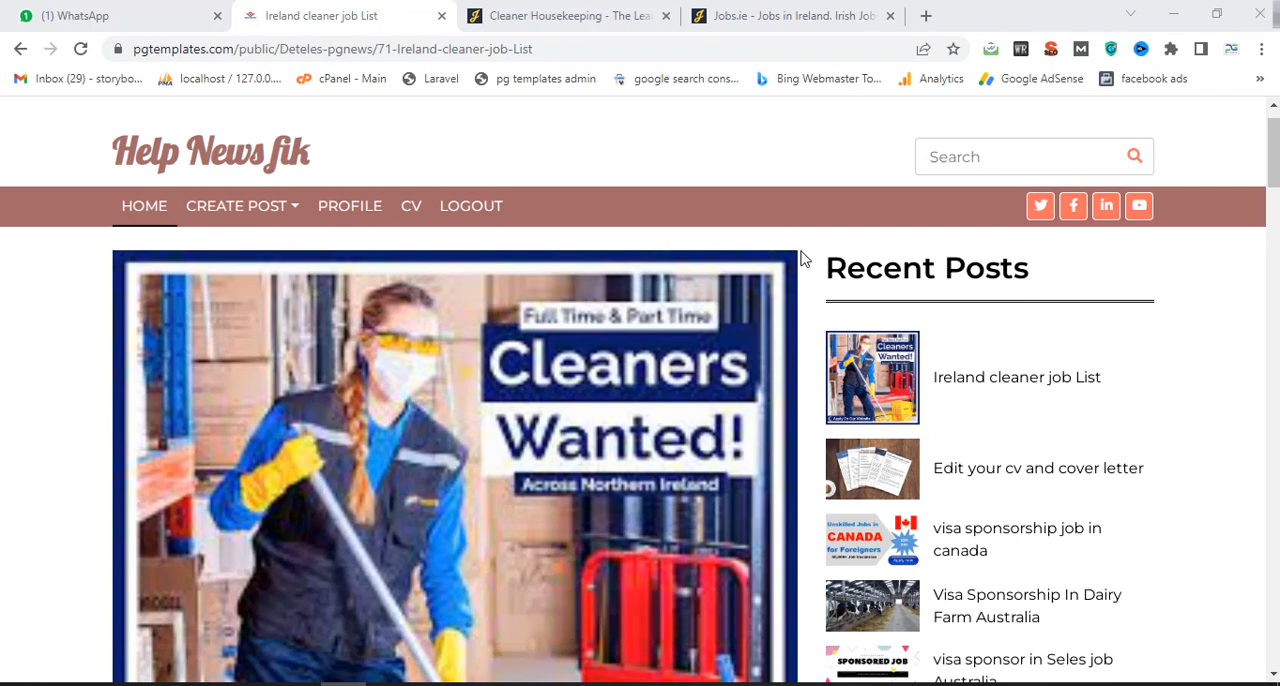 (1) WhatsApp
Ireland cleaner job List
Cleaner Housekeeping - The Lea
Jobs.ie - Jobs in Ireland. Irish Job
pgtemplates.com/public/Deteles-pgnews/71-Ireland-cleaner-job-List
Inbox (29) - storybo...
localhost / 127.0.0....
cPanel - Main
Laravel
pg templates admin
google search cons...
Bing Webmaster To...
Analytics
Google AdSense
facebook ads
Help News fik
Search
HOME
CREATE POST
PROFILE
CV
LOGOUT
Full Time & Part Time
Cleaners
Wanted!
Across Northern Ireland
Recent Posts
Cleaners
Wanted!
Ireland cleaner job List
Edit your cv and cover letter
Unskilled Jobs in
CANADA
for Foreigners
visa sponsorship job in
canada
Visa Sponsorship In Dairy
Farm Australia
SPONSORED JOB
visa sponsor in Seles job
Australia